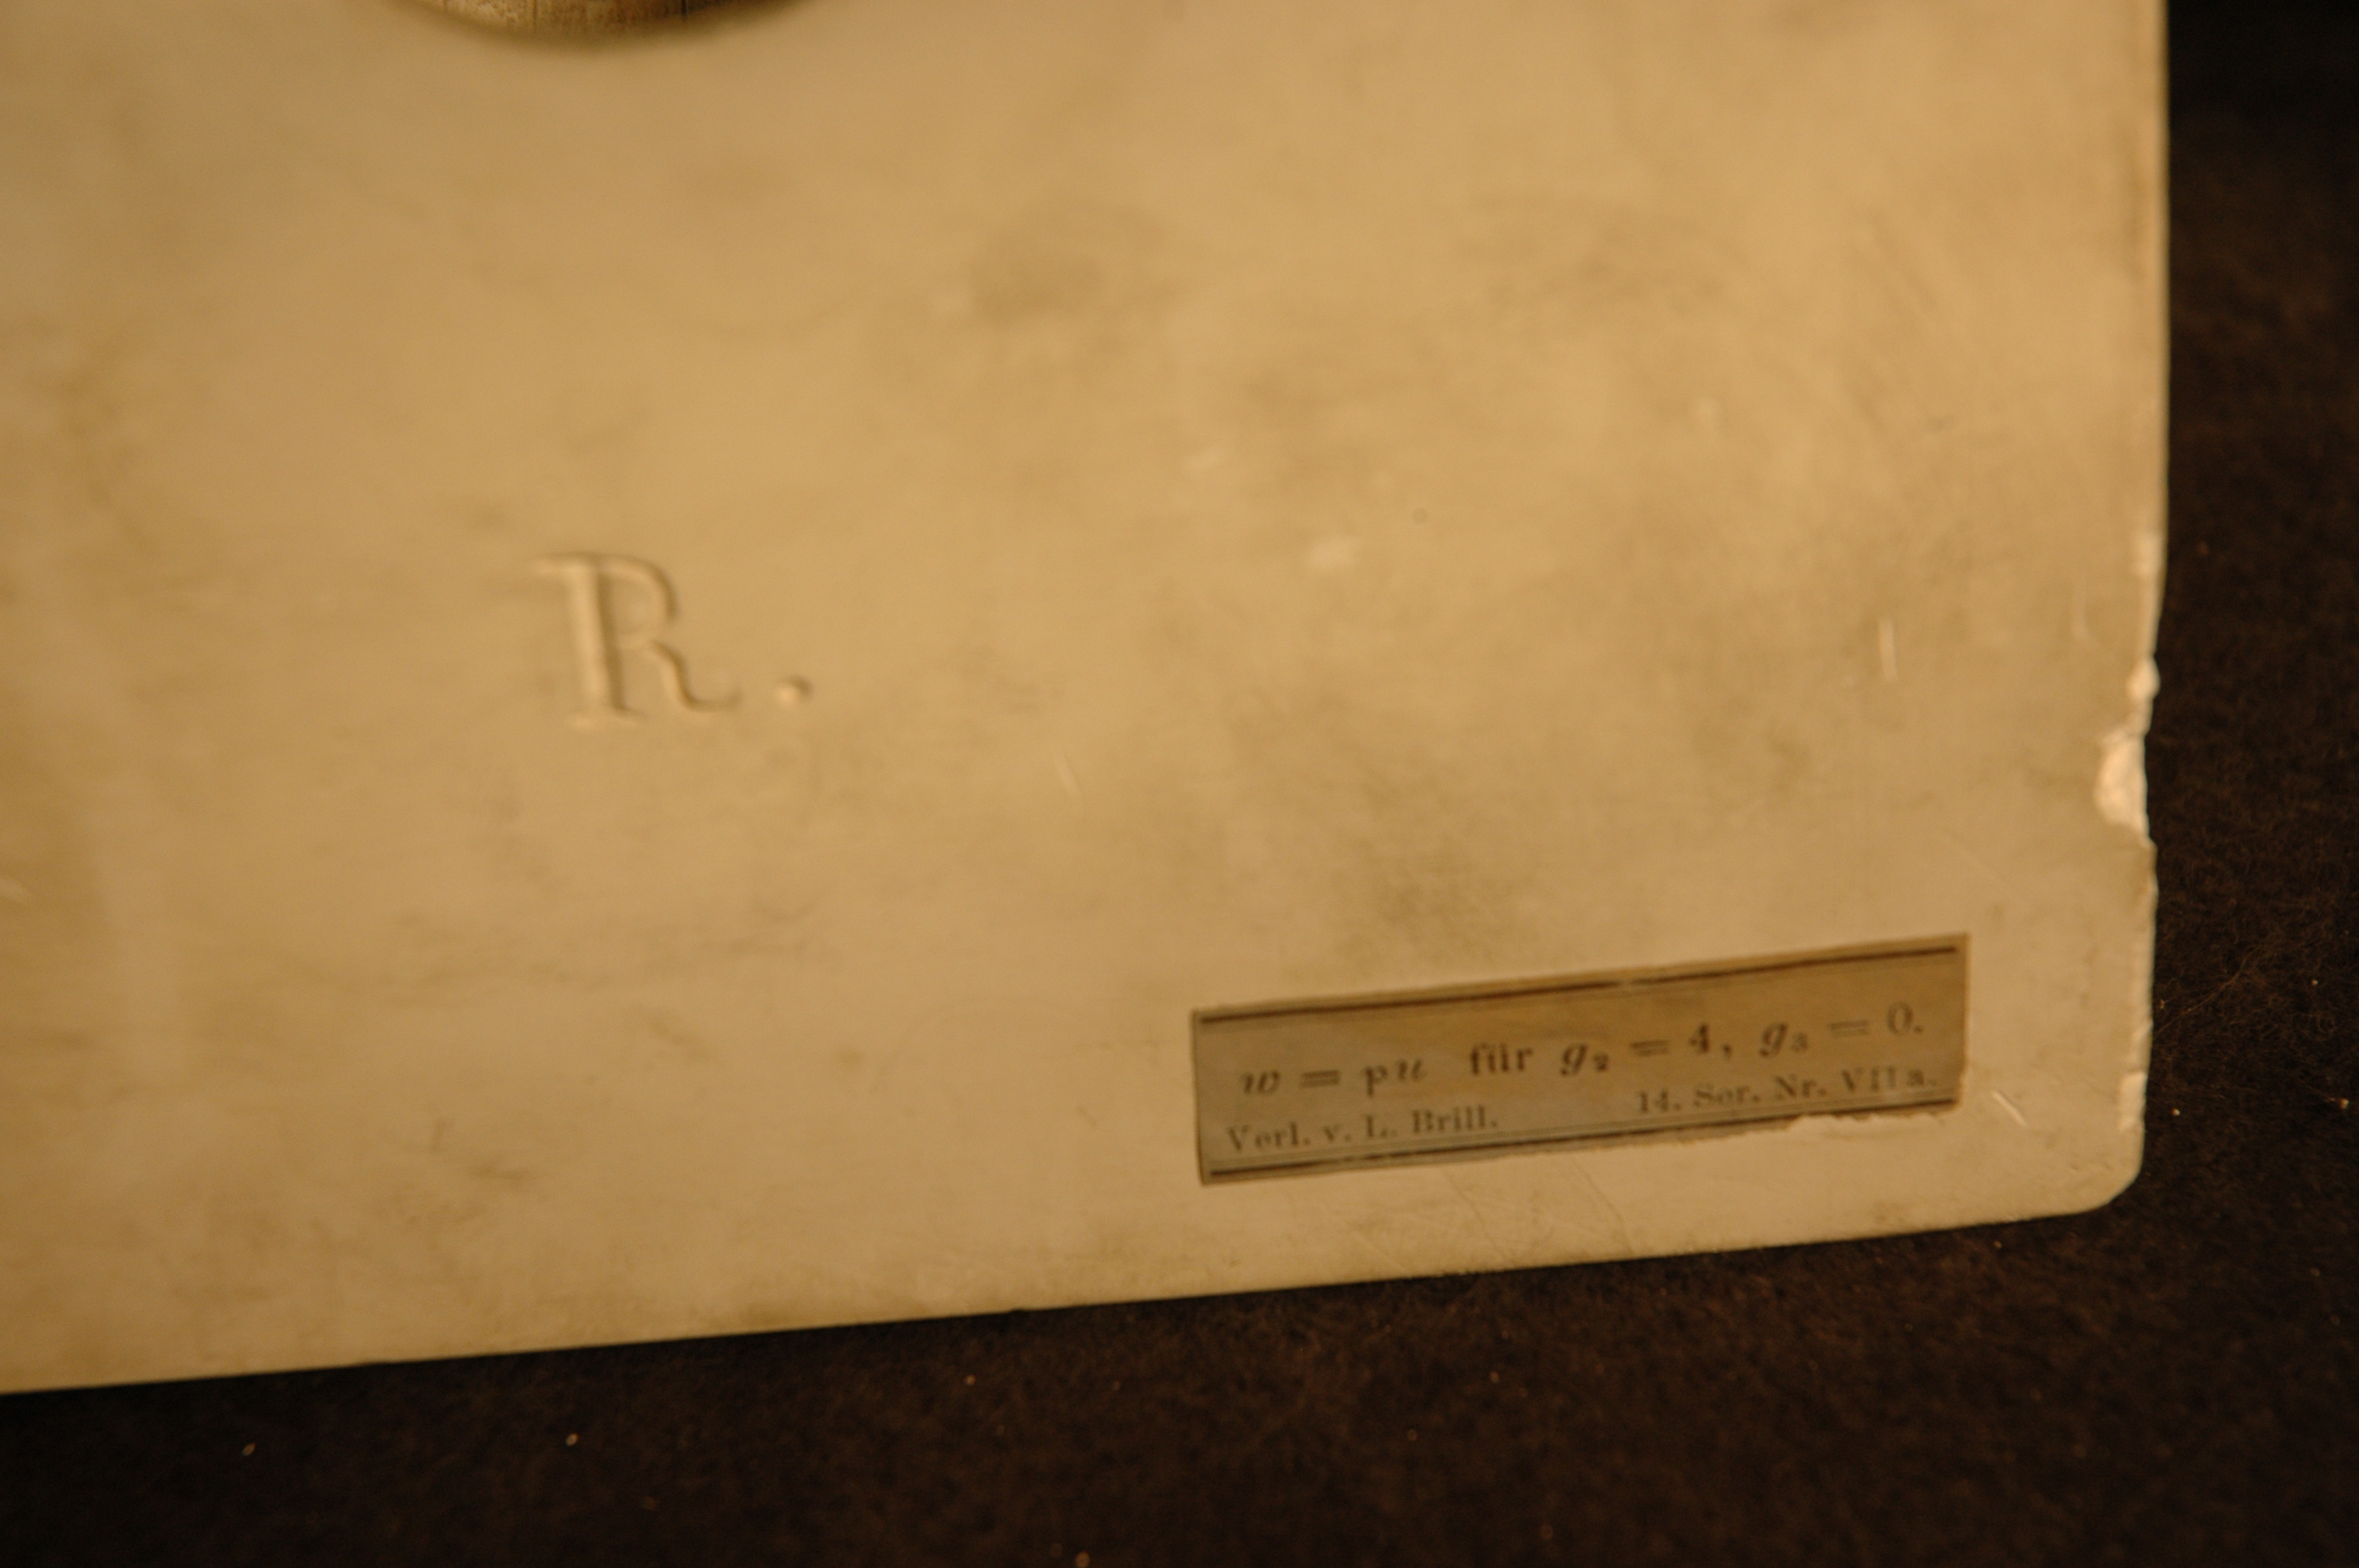 R.
w = pu für g₂ = 4, g₃ = 0.
Verl. v. L. Brill. 14. Ser. Nr. VIIa.